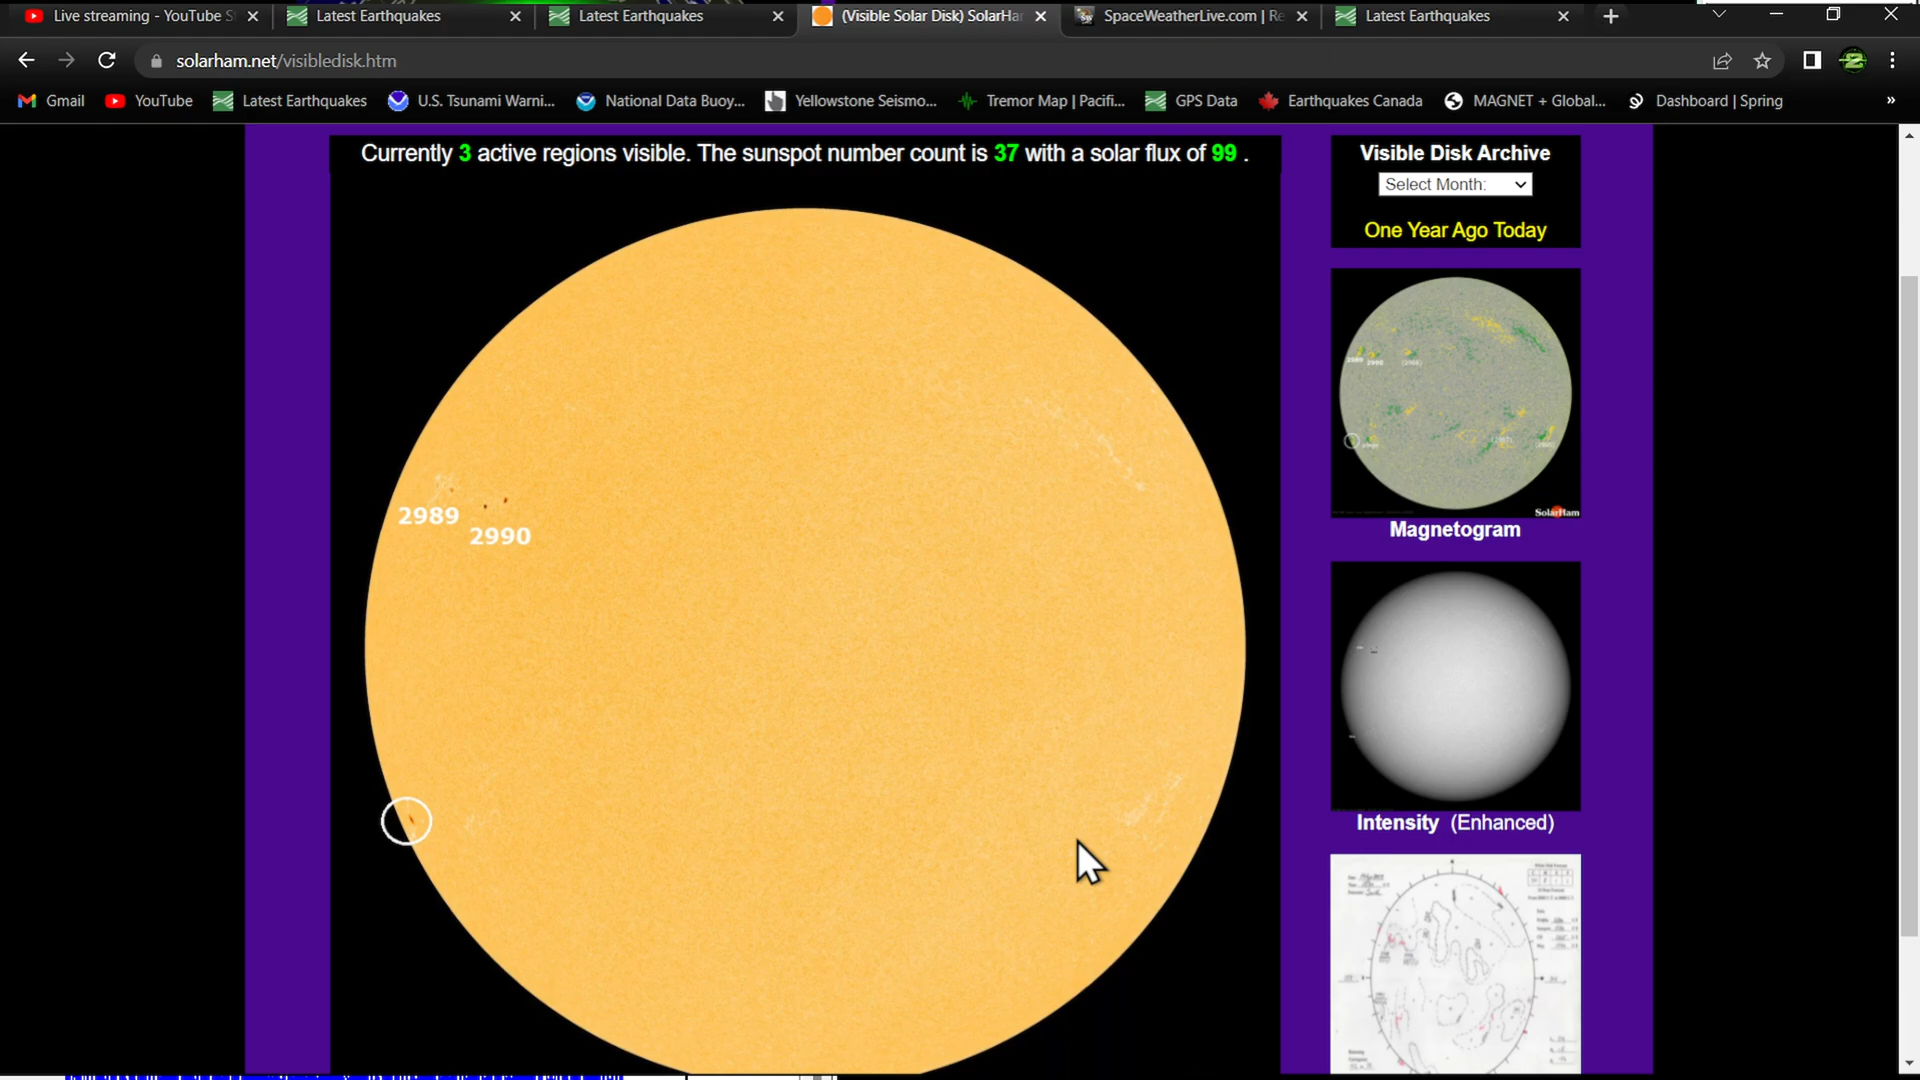 Live streaming - YouTube S
Latest Earthquakes
Latest Earthquakes
(Visible Solar Disk) SolarHa
SpaceWeatherLive.com | Re
Latest Earthquakes
solarham.net/visibledisk.htm
Gmail
YouTube
Latest Earthquakes
U.S. Tsunami Warni...
National Data Buoy...
Yellowstone Seismo...
Tremor Map | Pacifi...
GPS Data
Earthquakes Canada
MAGNET + Global...
Dashboard | Spring
»
Currently 3 active regions visible. The sunspot number count is 37 with a solar flux of 99 .
2989
2990
Visible Disk Archive
Select Month:
One Year Ago Today
2989
2990
SolarHam
Magnetogram
Intensity (Enhanced)